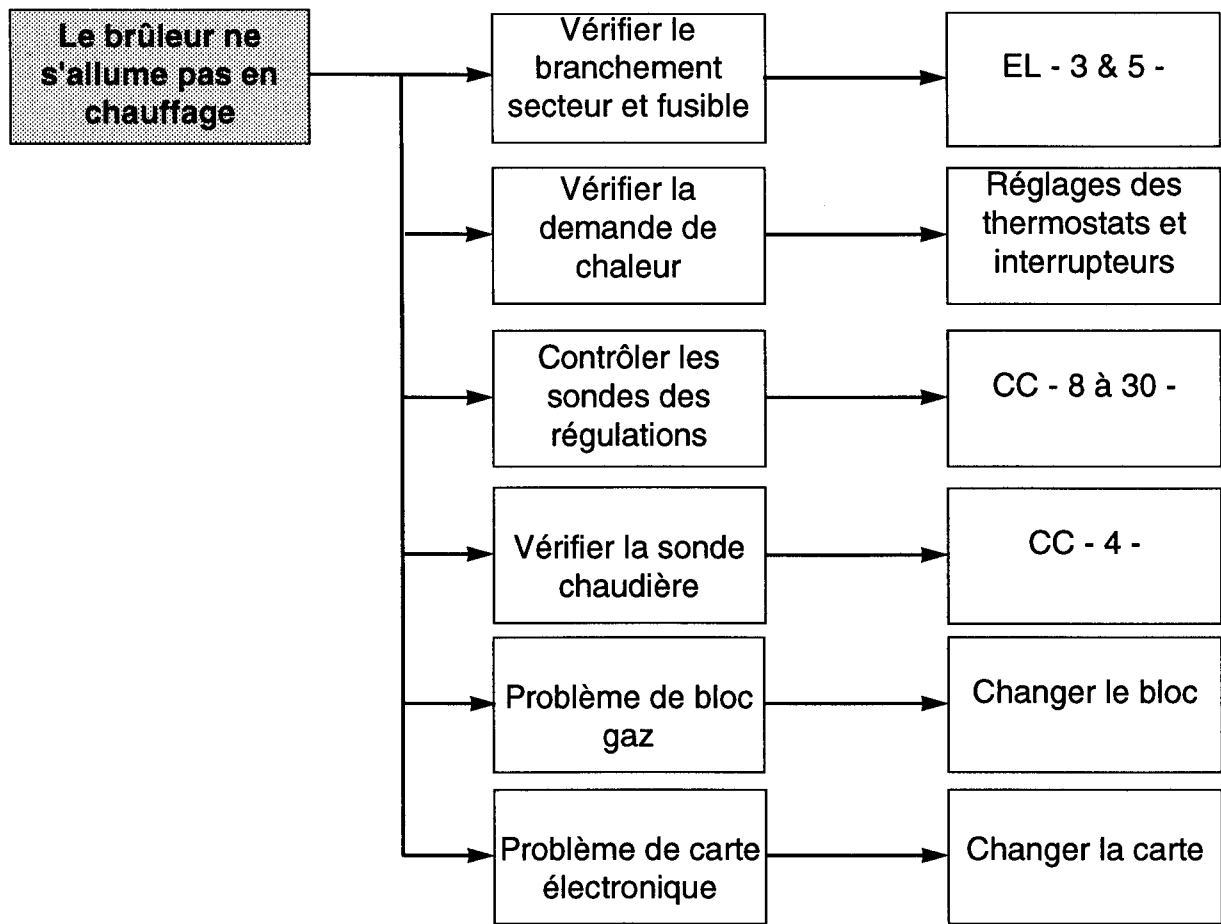 Le brûleur ne
s'allume pas en
chauffage
Vérifier le
branchement
secteur et fusible
EL - 3 & 5 -
Vérifier la
demande de
chaleur
Réglages des
thermostats et
interrupteurs
Contrôler les
sondes des
régulations
CC - 8 à 30 -
Vérifier la sonde
chaudière
CC - 4 -
Problème de bloc
gaz
Changer le bloc
Problème de carte
électronique
Changer la carte